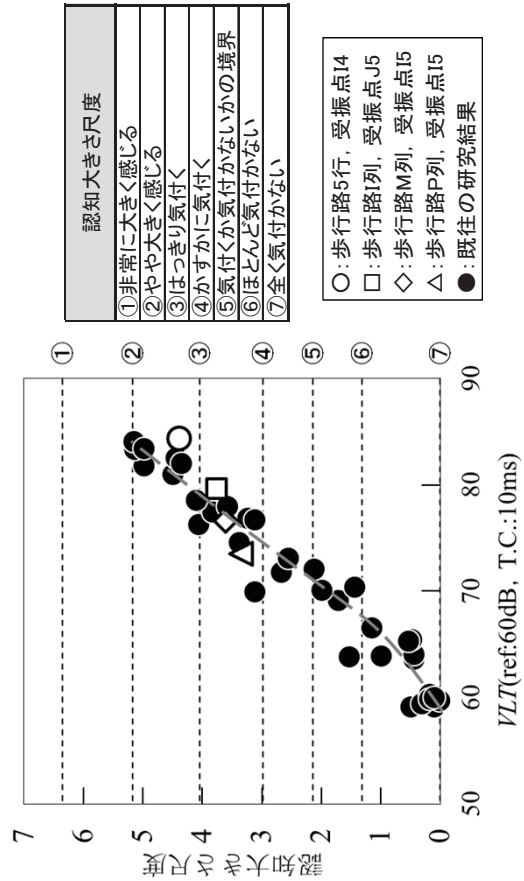 認知大きさ尺度
①非常に大きく感じる
②やや大きく感じる
③はっきり気付く
④かすかに気付く
⑤気付くか気付かないかの境界
⑥ほとんど気付かない
⑦全く気付かない
○:歩行路5行,受振点I4
□:歩行路I列,受振点J5
◇:歩行路M列,受振点I5
△:歩行路P列,受振点I5
●:既往の研究結果
認知大きさ尺度
7
6
5
4
3
2
1
0
①
②
③
④
⑤
⑥
⑦
50 60 70 80 90
VLT(ref:60dB, T.C.:10ms)